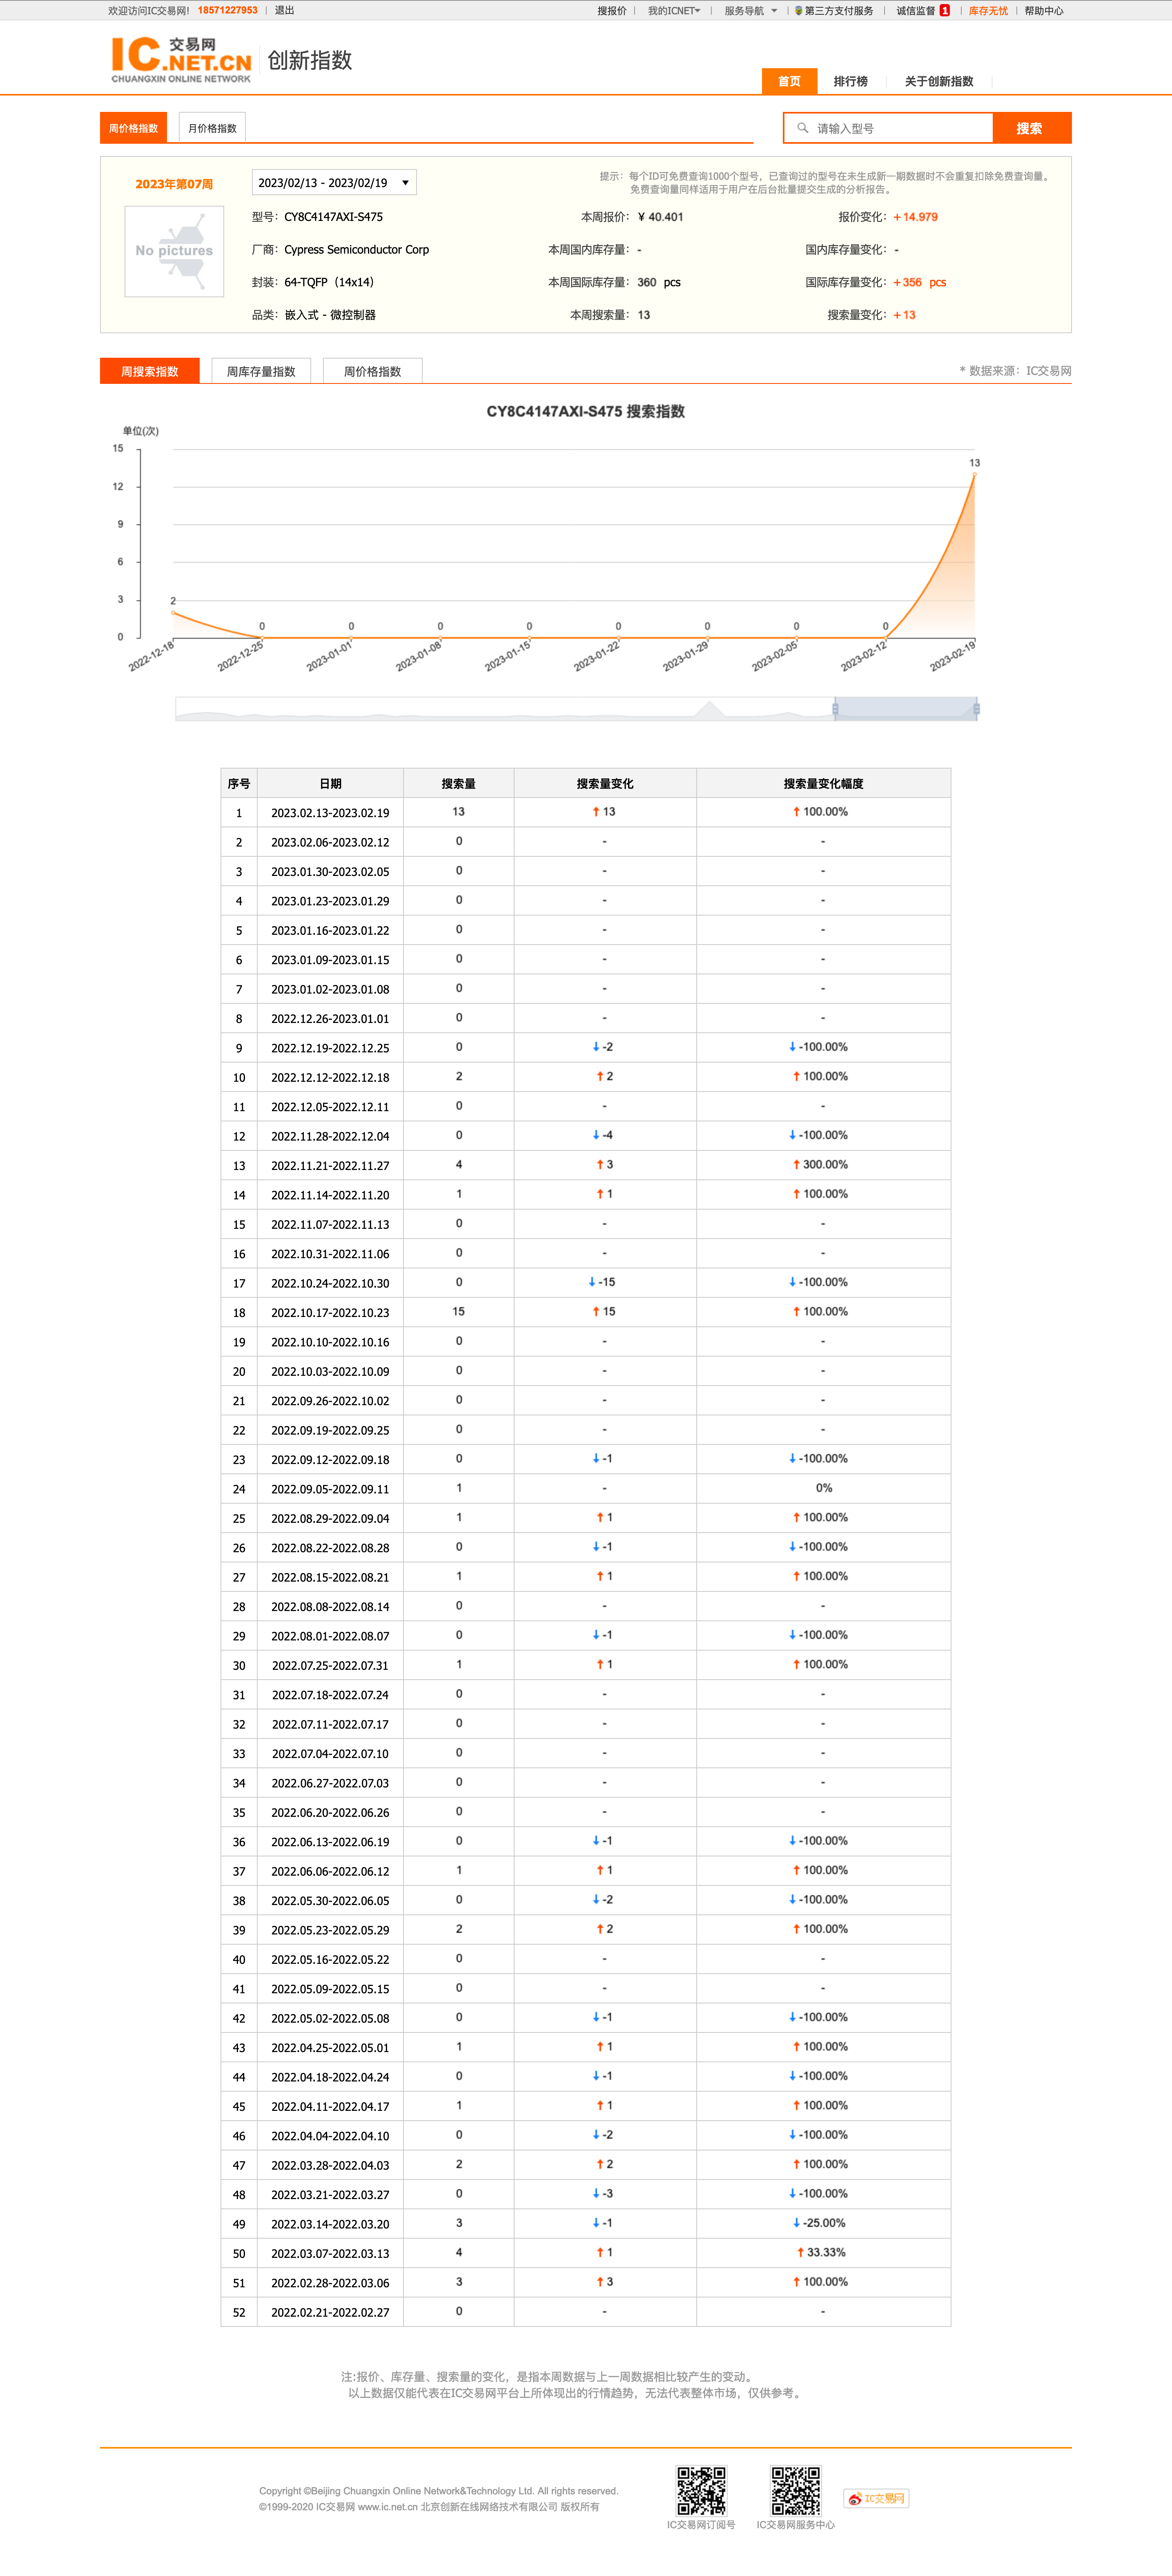 欢迎访问IC交易网! 18571227953 | 退出 搜报价 | 我的ICNET | 服务导航 | 第三方支付服务 | 诚信监督 1 | 库存无忧 | 帮助中心
IC 交易网
.NET.CN
CHUANGXIN ONLINE NETWORK
创新指数
首页 排行榜 关于创新指数
周价格指数 月价格指数 请输入型号 搜索
2023年第07周 2023/02/13 - 2023/02/19 ▼
提示：每个ID可免费查询1000个型号，已查询过的型号在未生成新一期数据时不会重复扣除免费查询量。
免费查询量同样适用于用户在后台批量提交生成的分析报告。
No pictures
型号：CY8C4147AXI-S475 本周报价：¥ 40.401 报价变化：+14.979
厂商：Cypress Semiconductor Corp 本周国内库存量：- 国内库存量变化：-
封装：64-TQFP（14x14） 本周国际库存量：360 pcs 国际库存量变化：+356 pcs
品类：嵌入式 - 微控制器 本周搜索量：13 搜索量变化：+13
周搜索指数 周库存量指数 周价格指数 * 数据来源：IC交易网
CY8C4147AXI-S475 搜索指数
单位(次)
15
12
9
6
3
0
2 0 0 0 0 0 0 0 0 13
2022-12-18 2022-12-25 2023-01-01 2023-01-08 2023-01-15 2023-01-22 2023-01-29 2023-02-05 2023-02-12 2023-02-19
序号 日期 搜索量 搜索量变化 搜索量变化幅度
1 2023.02.13-2023.02.19 13 ↑ 13 ↑ 100.00%
2 2023.02.06-2023.02.12 0 - -
3 2023.01.30-2023.02.05 0 - -
4 2023.01.23-2023.01.29 0 - -
5 2023.01.16-2023.01.22 0 - -
6 2023.01.09-2023.01.15 0 - -
7 2023.01.02-2023.01.08 0 - -
8 2022.12.26-2023.01.01 0 - -
9 2022.12.19-2022.12.25 0 ↓ -2 ↓ -100.00%
10 2022.12.12-2022.12.18 2 ↑ 2 ↑ 100.00%
11 2022.12.05-2022.12.11 0 - -
12 2022.11.28-2022.12.04 0 ↓ -4 ↓ -100.00%
13 2022.11.21-2022.11.27 4 ↑ 3 ↑ 300.00%
14 2022.11.14-2022.11.20 1 ↑ 1 ↑ 100.00%
15 2022.11.07-2022.11.13 0 - -
16 2022.10.31-2022.11.06 0 - -
17 2022.10.24-2022.10.30 0 ↓ -15 ↓ -100.00%
18 2022.10.17-2022.10.23 15 ↑ 15 ↑ 100.00%
19 2022.10.10-2022.10.16 0 - -
20 2022.10.03-2022.10.09 0 - -
21 2022.09.26-2022.10.02 0 - -
22 2022.09.19-2022.09.25 0 - -
23 2022.09.12-2022.09.18 0 ↓ -1 ↓ -100.00%
24 2022.09.05-2022.09.11 1 - 0%
25 2022.08.29-2022.09.04 1 ↑ 1 ↑ 100.00%
26 2022.08.22-2022.08.28 0 ↓ -1 ↓ -100.00%
27 2022.08.15-2022.08.21 1 ↑ 1 ↑ 100.00%
28 2022.08.08-2022.08.14 0 - -
29 2022.08.01-2022.08.07 0 ↓ -1 ↓ -100.00%
30 2022.07.25-2022.07.31 1 ↑ 1 ↑ 100.00%
31 2022.07.18-2022.07.24 0 - -
32 2022.07.11-2022.07.17 0 - -
33 2022.07.04-2022.07.10 0 - -
34 2022.06.27-2022.07.03 0 - -
35 2022.06.20-2022.06.26 0 - -
36 2022.06.13-2022.06.19 0 ↓ -1 ↓ -100.00%
37 2022.06.06-2022.06.12 1 ↑ 1 ↑ 100.00%
38 2022.05.30-2022.06.05 0 ↓ -2 ↓ -100.00%
39 2022.05.23-2022.05.29 2 ↑ 2 ↑ 100.00%
40 2022.05.16-2022.05.22 0 - -
41 2022.05.09-2022.05.15 0 - -
42 2022.05.02-2022.05.08 0 ↓ -1 ↓ -100.00%
43 2022.04.25-2022.05.01 1 ↑ 1 ↑ 100.00%
44 2022.04.18-2022.04.24 0 ↓ -1 ↓ -100.00%
45 2022.04.11-2022.04.17 1 ↑ 1 ↑ 100.00%
46 2022.04.04-2022.04.10 0 ↓ -2 ↓ -100.00%
47 2022.03.28-2022.04.03 2 ↑ 2 ↑ 100.00%
48 2022.03.21-2022.03.27 0 ↓ -3 ↓ -100.00%
49 2022.03.14-2022.03.20 3 ↓ -1 ↓ -25.00%
50 2022.03.07-2022.03.13 4 ↑ 1 ↑ 33.33%
51 2022.02.28-2022.03.06 3 ↑ 3 ↑ 100.00%
52 2022.02.21-2022.02.27 0 - -
注:报价、库存量、搜索量的变化，是指本周数据与上一周数据相比较产生的变动。
以上数据仅能代表在IC交易网平台上所体现出的行情趋势，无法代表整体市场，仅供参考。
Copyright ©Beijing Chuangxin Online Network&Technology Ltd. All rights reserved.
©1999-2020 IC交易网 www.ic.net.cn 北京创新在线网络技术有限公司 版权所有
IC交易网订阅号 IC交易网服务中心 IC交易网